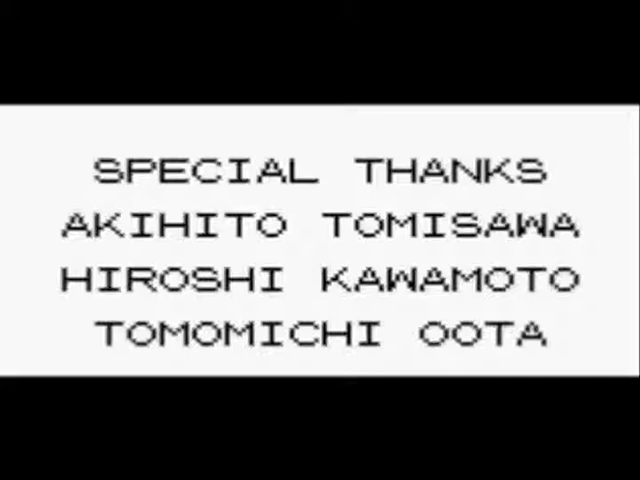 SPECIAL THANKS
AKIHITO TOMISAWA
HIROSHI KAWAMOTO
TOMOMICHI OOTA